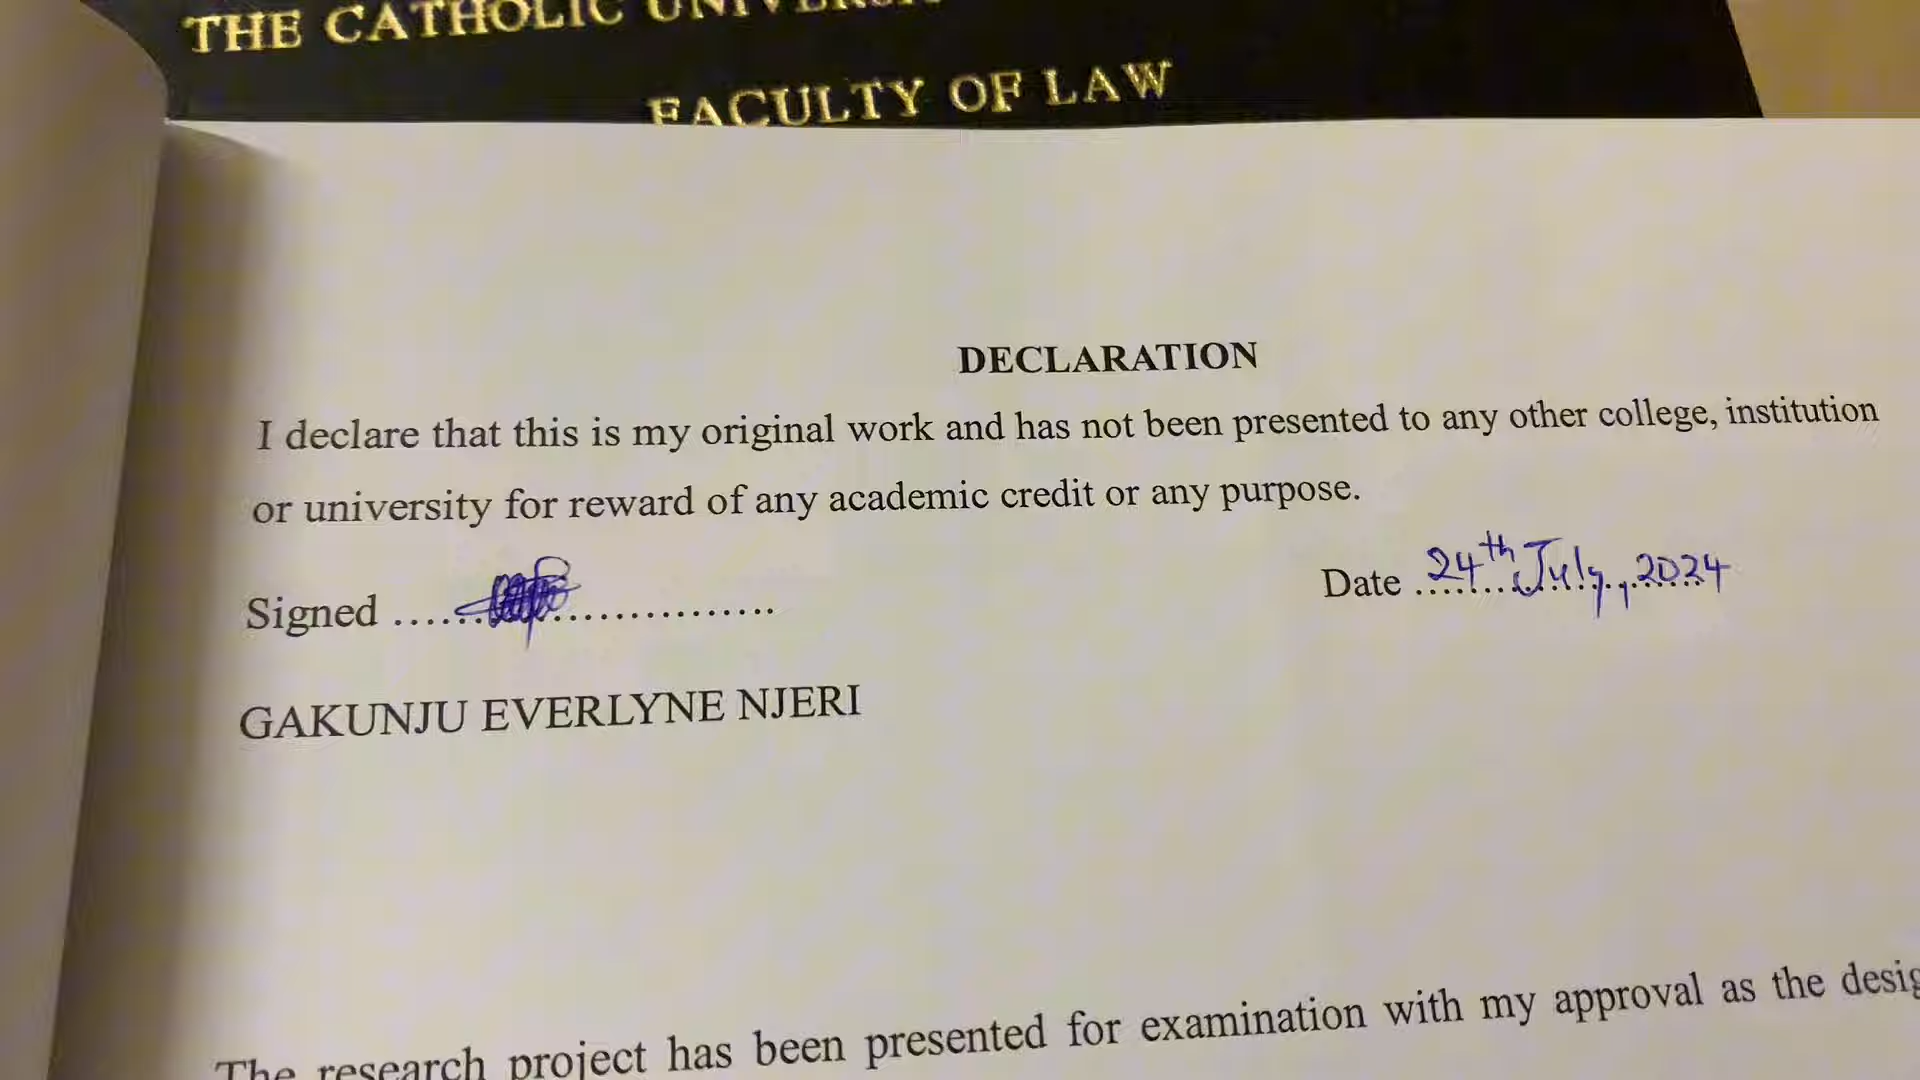 THE CATHOLIC
FACULTY OF LAW
DECLARATION
I declare that this is my original work and has not been presented to any other college, institution
or university for reward of any academic credit or any purpose.
Signed ..................... Date 24th July, 2024
GAKUNJU EVERLYNE NJERI
The research project has been presented for examination with my approval as the